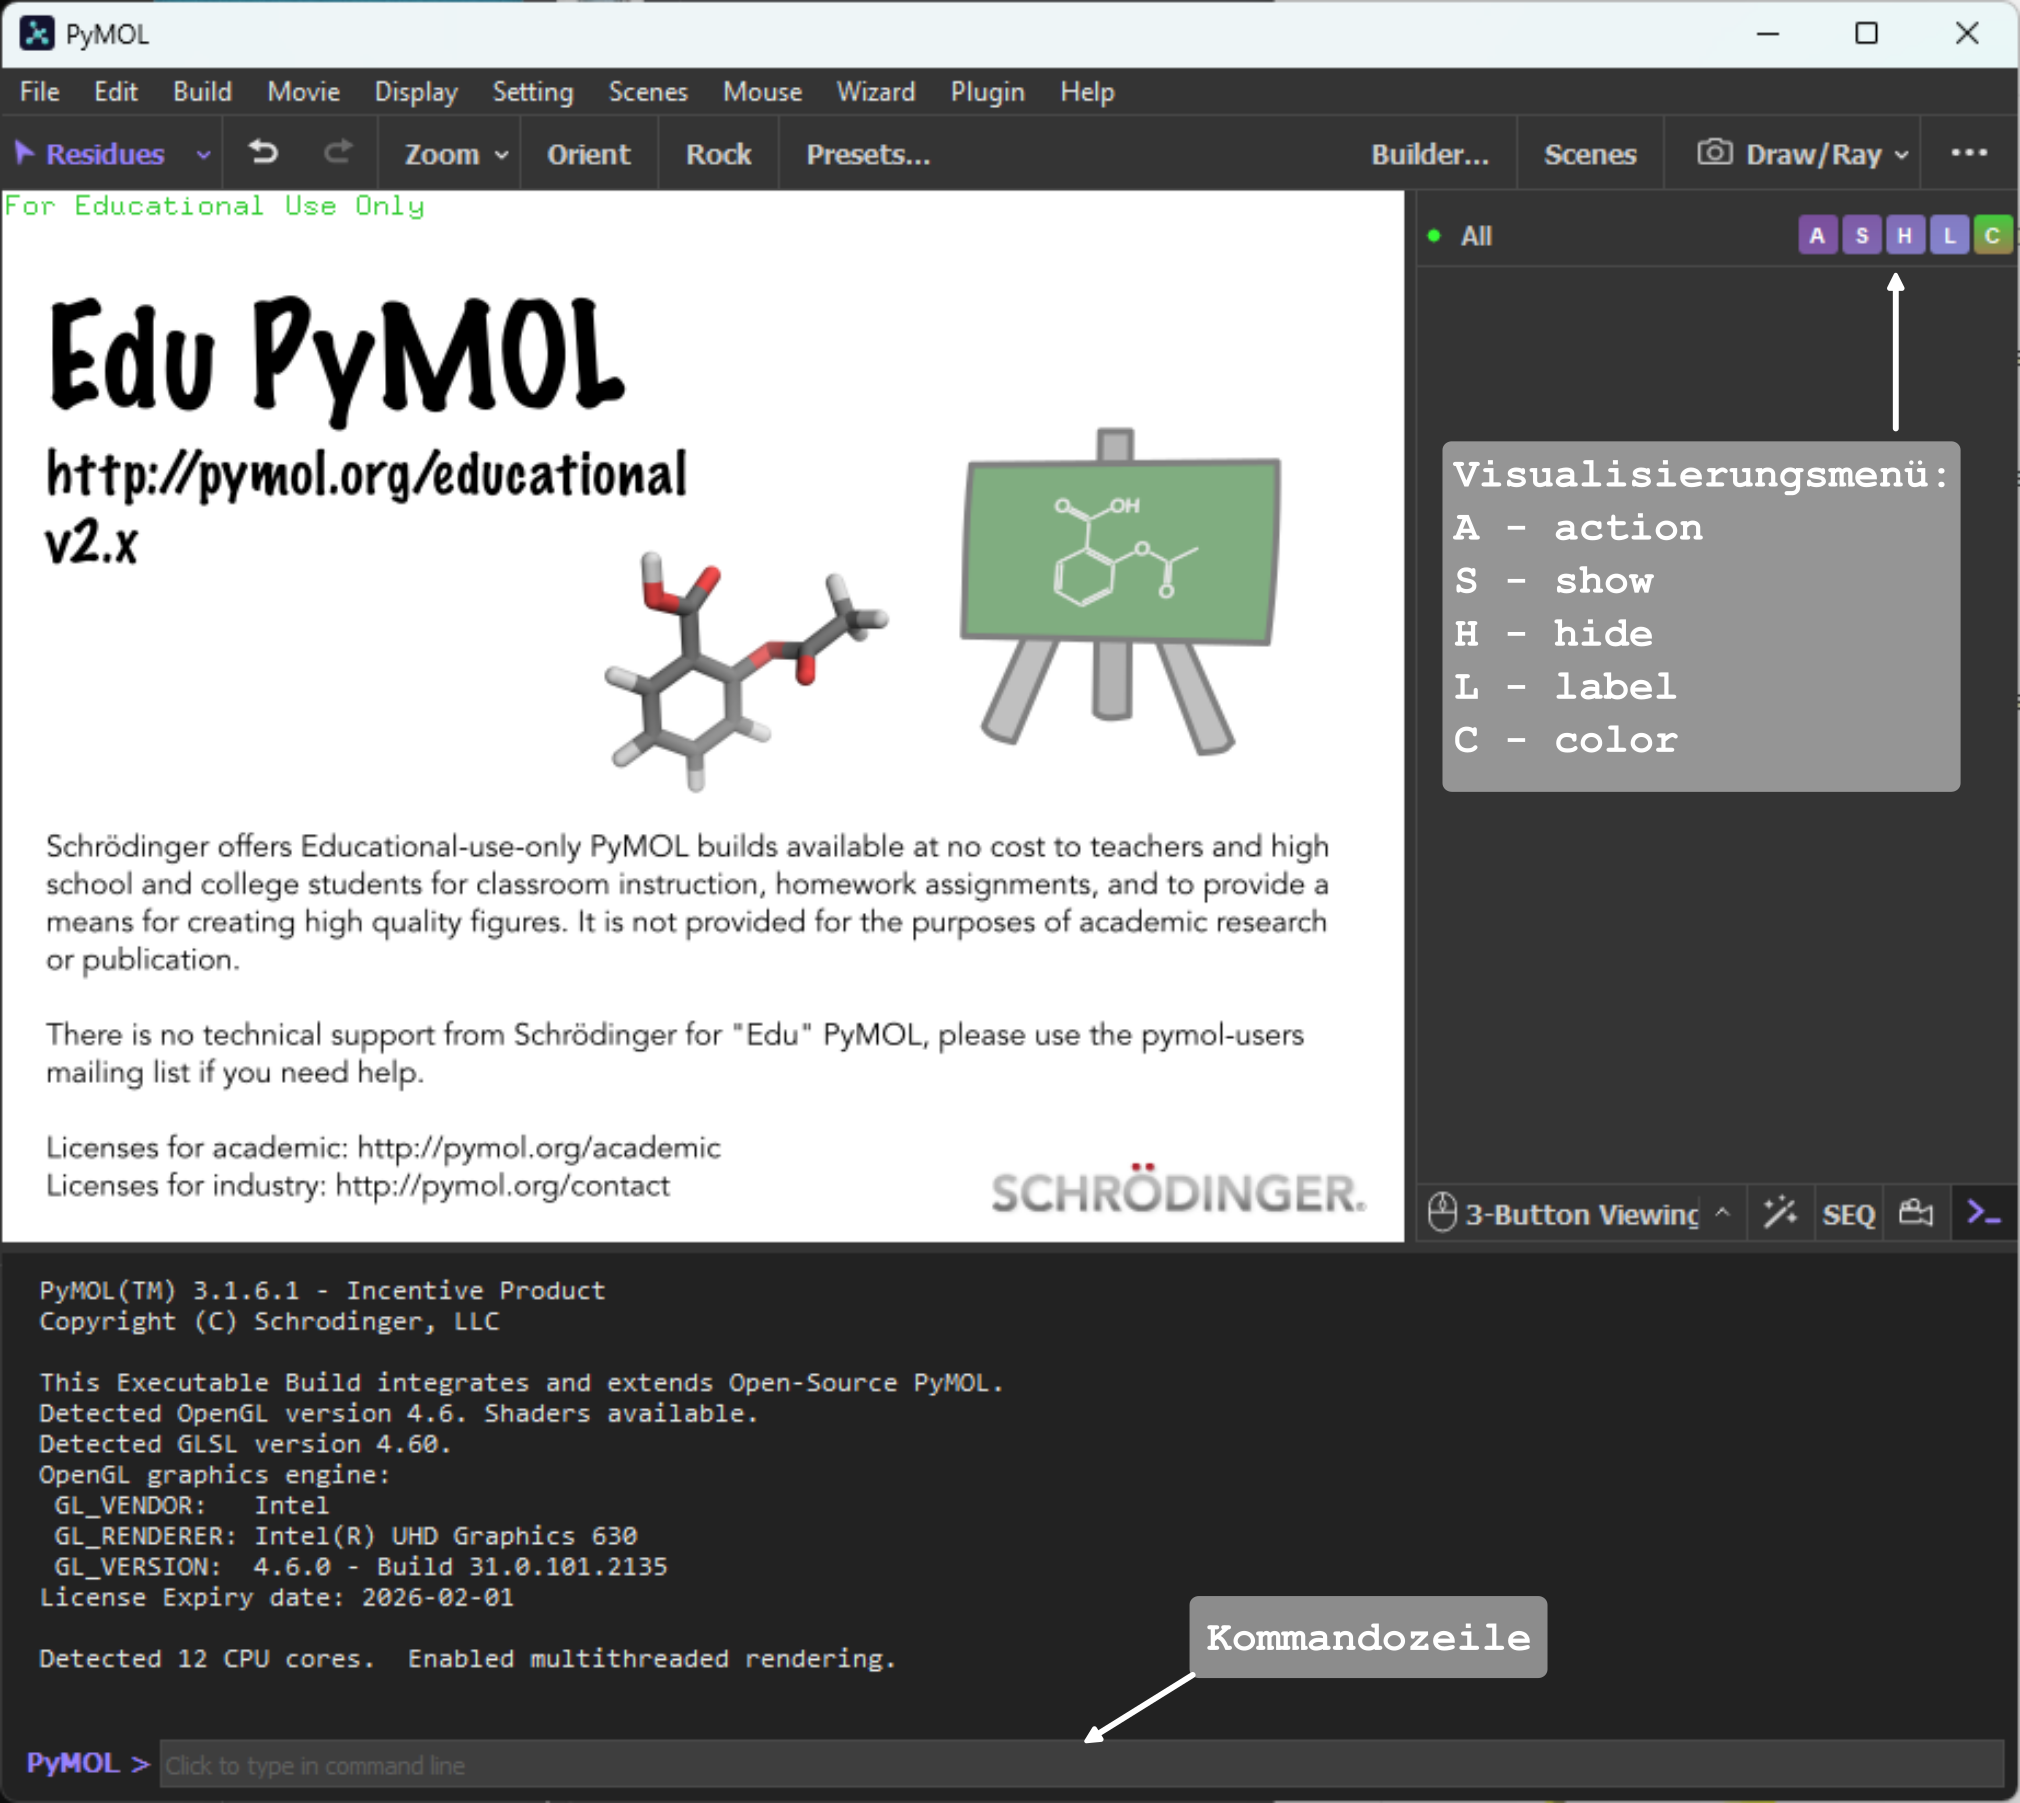 PyMOL
File Edit Build Movie Display Setting Scenes Mouse Wizard Plugin Help
Residues Zoom Orient Rock Presets... Builder... Scenes Draw/Ray
For Educational Use Only
All A S H L C
Edu PyMOL
http://pymol.org/educational
v2.x
O OH
O
O
Visualisierungsmenü:
A - action
S - show
H - hide
L - label
C - color
Schrödinger offers Educational-use-only PyMOL builds available at no cost to teachers and high
school and college students for classroom instruction, homework assignments, and to provide a
means for creating high quality figures. It is not provided for the purposes of academic research
or publication.
There is no technical support from Schrödinger for "Edu" PyMOL, please use the pymol-users
mailing list if you need help.
Licenses for academic: http://pymol.org/academic
Licenses for industry: http://pymol.org/contact
SCHRÖDINGER.
3-Button Viewing SEQ
PyMOL(TM) 3.1.6.1 - Incentive Product
Copyright (C) Schrodinger, LLC
This Executable Build integrates and extends Open-Source PyMOL.
Detected OpenGL version 4.6. Shaders available.
Detected GLSL version 4.60.
OpenGL graphics engine:
GL_VENDOR: Intel
GL_RENDERER: Intel(R) UHD Graphics 630
GL_VERSION: 4.6.0 - Build 31.0.101.2135
License Expiry date: 2026-02-01
Detected 12 CPU cores. Enabled multithreaded rendering.
Kommandozeile
PyMOL > Click to type in command line